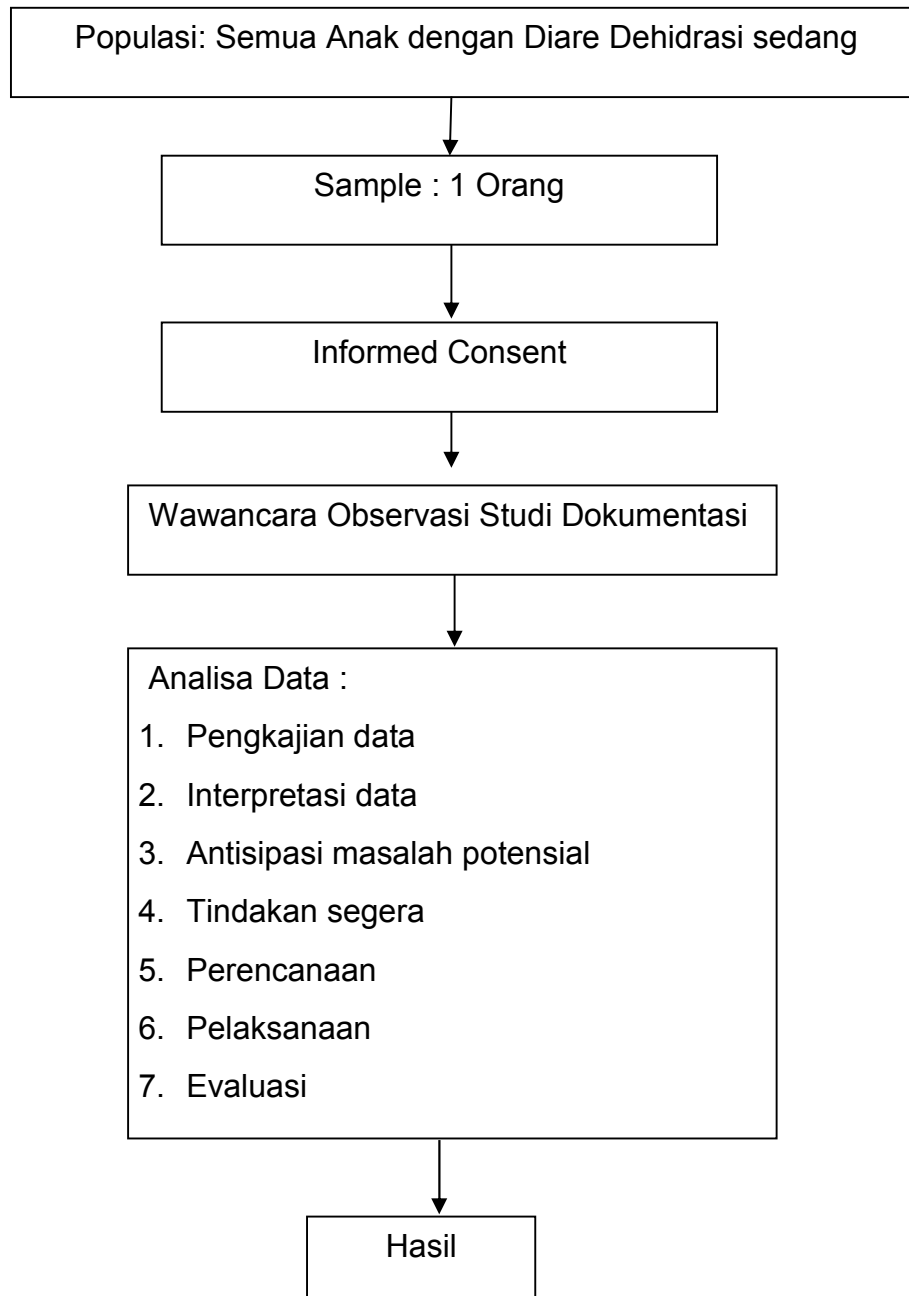 Populasi: Semua Anak dengan Diare Dehidrasi sedang
Sample : 1 Orang
Informed Consent
Wawancara Observasi Studi Dokumentasi
Analisa Data :
1. Pengkajian data
2. Interpretasi data
3. Antisipasi masalah potensial
4. Tindakan segera
5. Perencanaan
6. Pelaksanaan
7. Evaluasi
Hasil